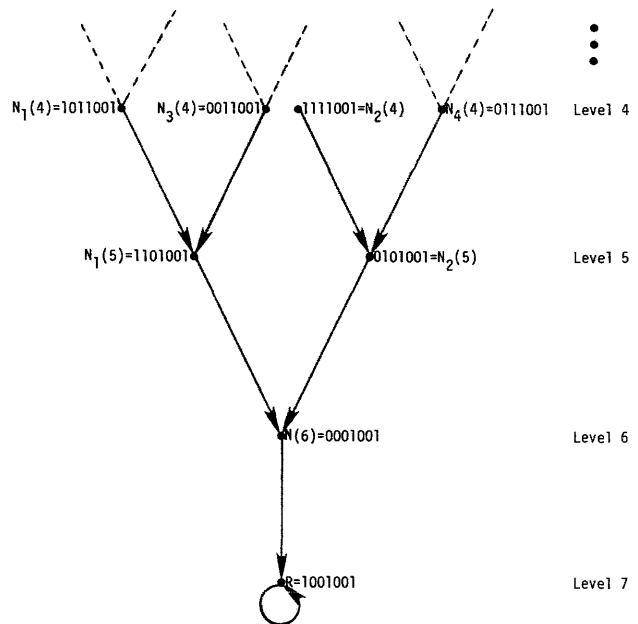 N1(4)=1011001 N3(4)=0011001 1111001=N2(4) N4(4)=0111001 Level 4
N1(5)=1101001 0101001=N2(5) Level 5
N(6)=0001001 Level 6
R=1001001 Level 7